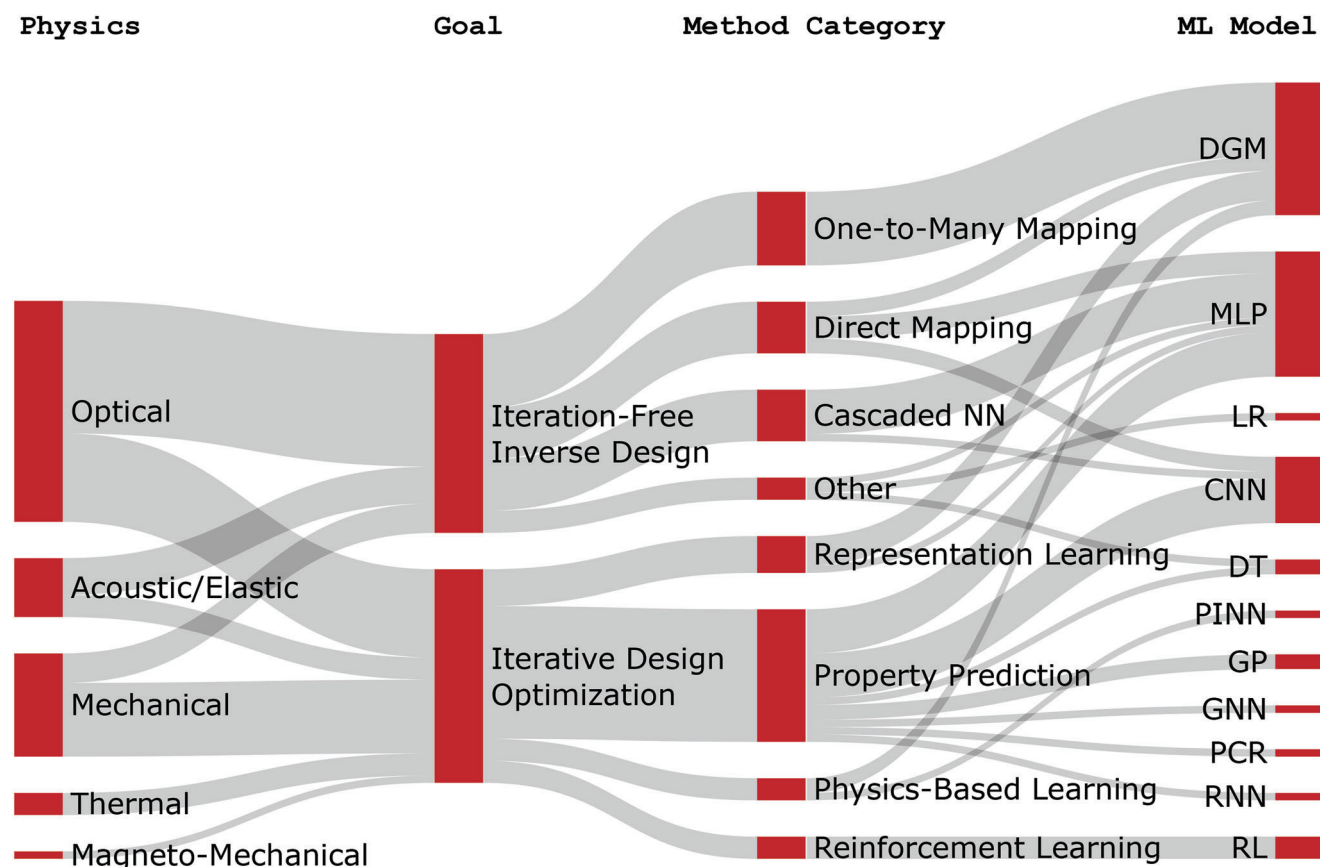 Physics
Goal
Method Category
ML Model
Optical
Acoustic/Elastic
Mechanical
Thermal
Magneto-Mechanical
Iteration-Free
Inverse Design
Iterative Design
Optimization
One-to-Many Mapping
Direct Mapping
Cascaded NN
Other
Representation Learning
Property Prediction
Physics-Based Learning
Reinforcement Learning
DGM
MLP
LR
CNN
DT
PINN
GP
GNN
PCR
RNN
RL